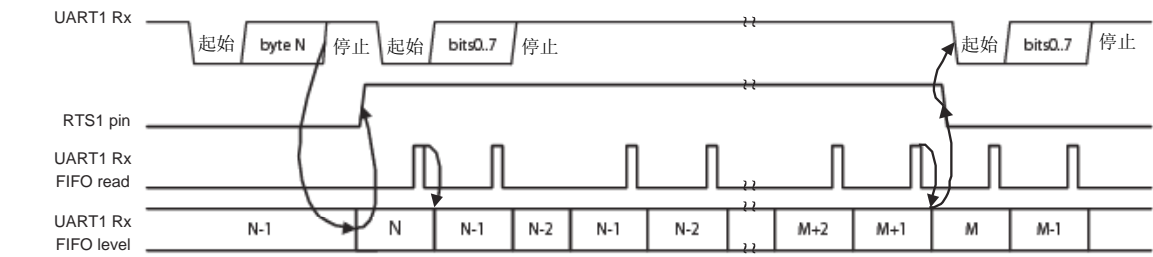 UART1 Rx
起始 byte N 停止 起始 bits0..7 停止 起始 bits0..7 停止
RTS1 pin
UART1 Rx
FIFO read
UART1 Rx
FIFO level
N-1 N N-1 N-2 N-1 N-2 M+2 M+1 M M-1